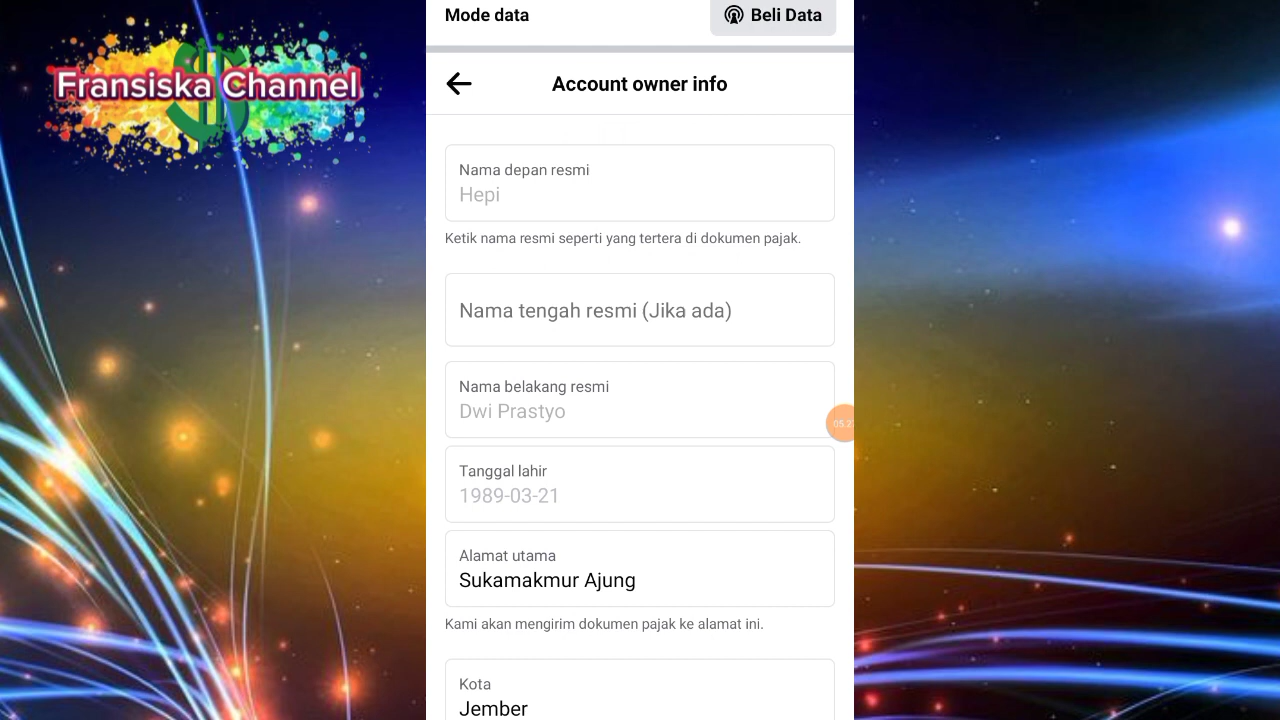 Fransiska Channel
Mode data
Beli Data
Account owner info
Nama depan resmi
Hepi
Ketik nama resmi seperti yang tertera di dokumen pajak.
Nama tengah resmi (Jika ada)
Nama belakang resmi
Dwi Prastyo
Tanggal lahir
1989-03-21
Alamat utama
Sukamakmur Ajung
Kami akan mengirim dokumen pajak ke alamat ini.
Kota
Jember